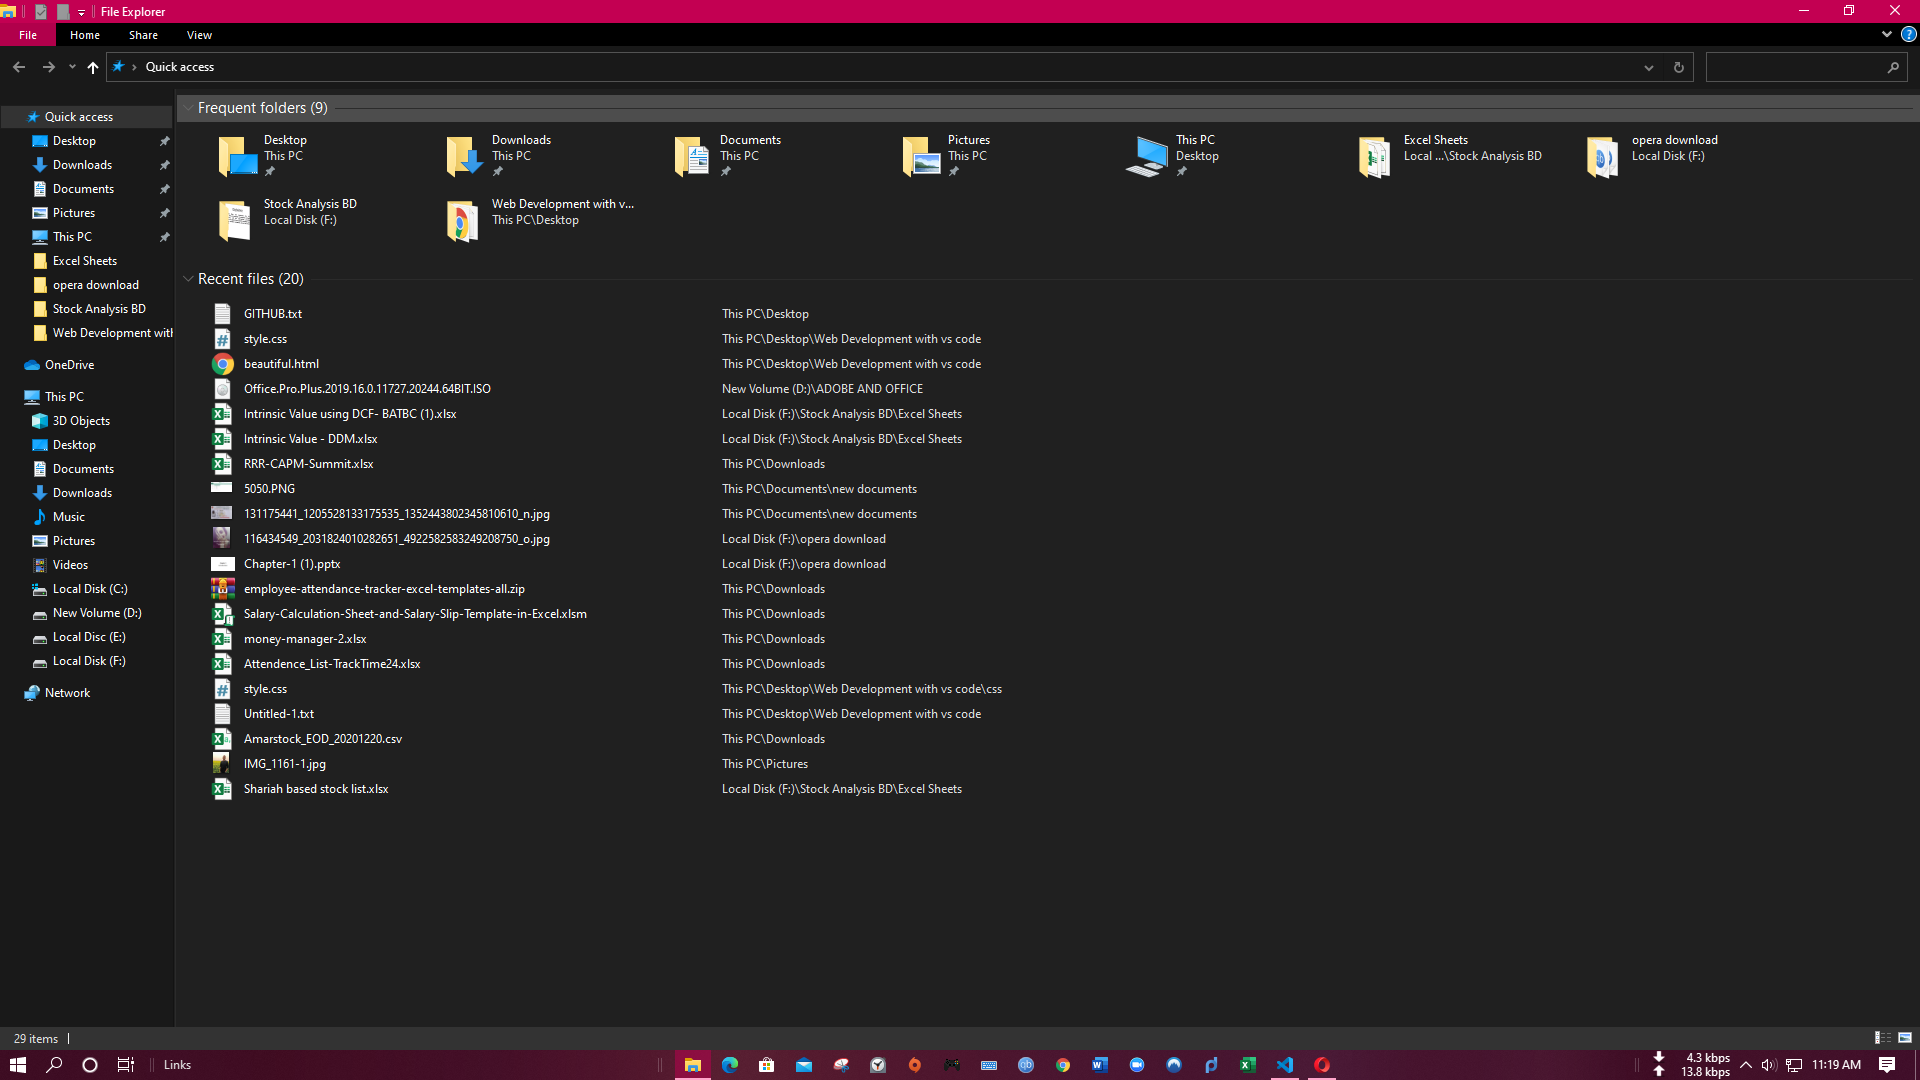 File Explorer
File Home Share View
Quick access
Quick access
Desktop
Downloads
Documents
Pictures
This PC
Excel Sheets
opera download
Stock Analysis BD
Web Development with
OneDrive
This PC
3D Objects
Desktop
Documents
Downloads
Music
Pictures
Videos
Local Disk (C:)
New Volume (D:)
Local Disc (E:)
Local Disk (F:)
Network
Frequent folders (9)
Desktop
This PC
Downloads
This PC
Documents
This PC
Pictures
This PC
This PC
Desktop
Excel Sheets
Local ...\Stock Analysis BD
opera download
Local Disk (F:)
Stock Analysis BD
Local Disk (F:)
Web Development with v...
This PC\Desktop
Recent files (20)
GITHUB.txt This PC\Desktop
style.css This PC\Desktop\Web Development with vs code
beautiful.html This PC\Desktop\Web Development with vs code
Office.Pro.Plus.2019.16.0.11727.20244.64BIT.ISO New Volume (D:)\ADOBE AND OFFICE
Intrinsic Value using DCF- BATBC (1).xlsx Local Disk (F:)\Stock Analysis BD\Excel Sheets
Intrinsic Value - DDM.xlsx Local Disk (F:)\Stock Analysis BD\Excel Sheets
RRR-CAPM-Summit.xlsx This PC\Downloads
5050.PNG This PC\Documents\new documents
131175441_1205528133175535_1352443802345810610_n.jpg This PC\Documents\new documents
116434549_2031824010282651_4922582583249208750_o.jpg Local Disk (F:)\opera download
Chapter-1 (1).pptx Local Disk (F:)\opera download
employee-attendance-tracker-excel-templates-all.zip This PC\Downloads
Salary-Calculation-Sheet-and-Salary-Slip-Template-in-Excel.xlsm This PC\Downloads
money-manager-2.xlsx This PC\Downloads
Attendence_List-TrackTime24.xlsx This PC\Downloads
style.css This PC\Desktop\Web Development with vs code\css
Untitled-1.txt This PC\Desktop\Web Development with vs code
Amarstock_EOD_20201220.csv This PC\Downloads
IMG_1161-1.jpg This PC\Pictures
Shariah based stock list.xlsx Local Disk (F:)\Stock Analysis BD\Excel Sheets
29 items
Links
4.3 kbps
13.8 kbps
11:19 AM